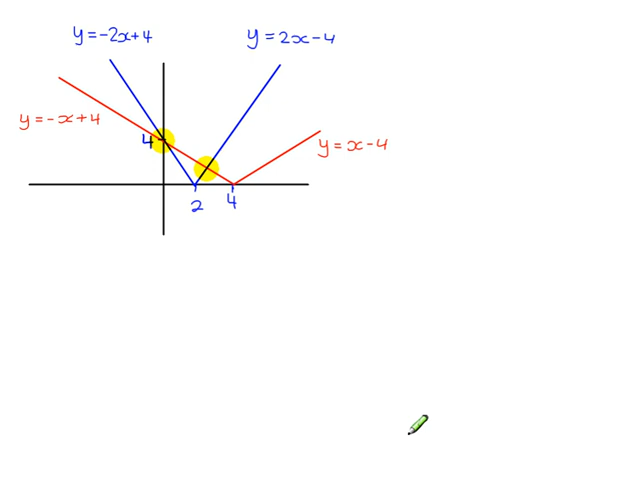 y = -2x + 4
y = 2x - 4
y = -x + 4
y = x - 4
4
2
4